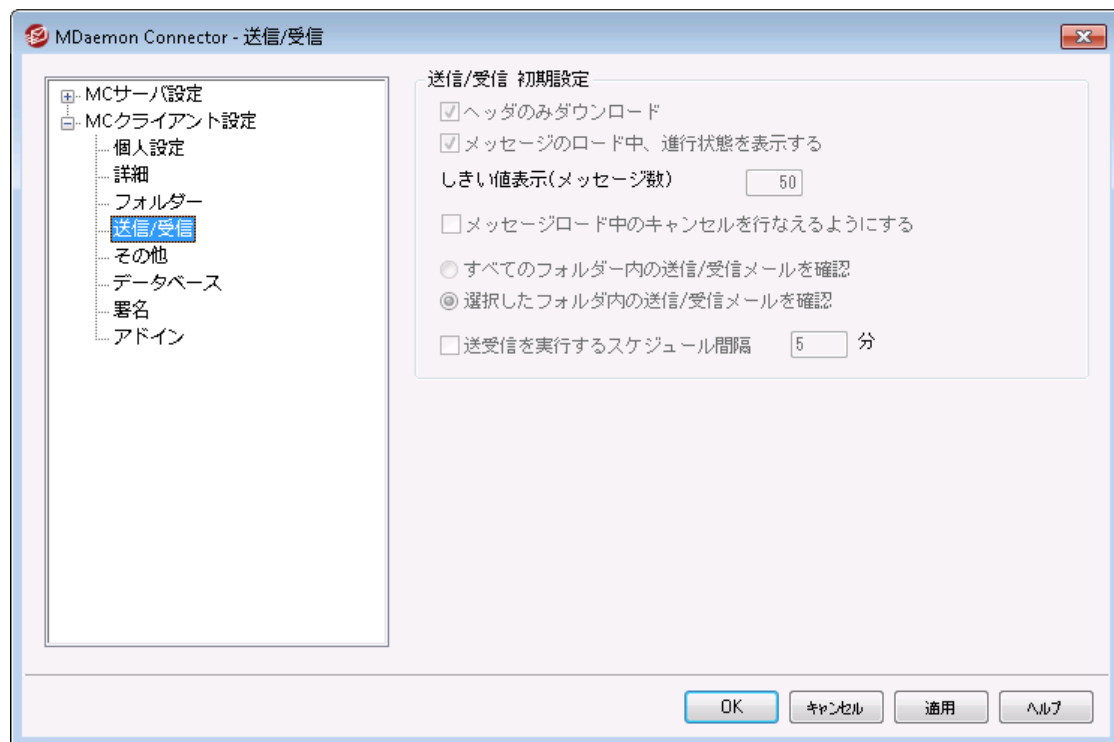 MDaemon Connector - 送信/受信
MCサーバ設定
MCクライアント設定
個人設定
詳細
フォルダー
送信/受信
その他
データベース
署名
アドイン
送信/受信 初期設定
ヘッダのみダウンロード
メッセージのロード中、進行状態を表示する
しきい値表示(メッセージ数) 50
メッセージロード中のキャンセルを行なえるようにする
すべてのフォルダー内の送信/受信メールを確認
選択したフォルダ内の送信/受信メールを確認
送受信を実行するスケジュール間隔 5 分
OK キャンセル 適用 ヘルプ